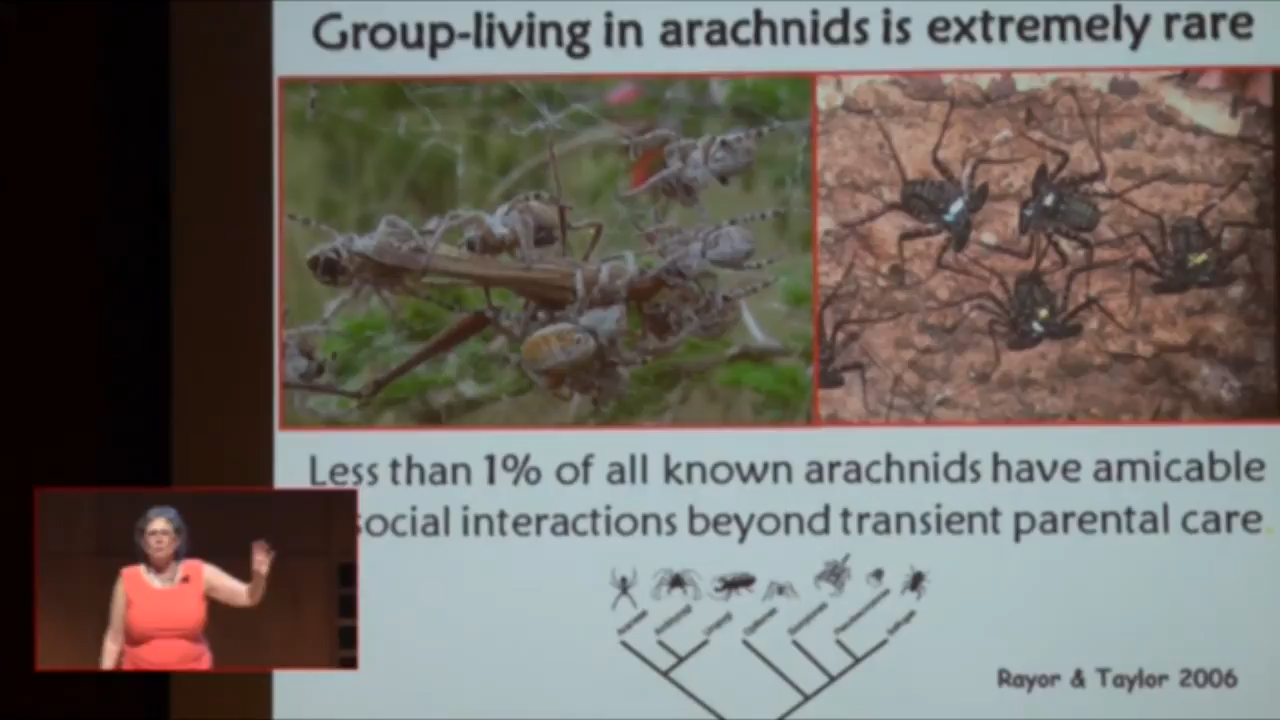 Group-living in arachnids is extremely rare
Less than 1% of all known arachnids have amicable
social interactions beyond transient parental care.
Rayor & Taylor 2006